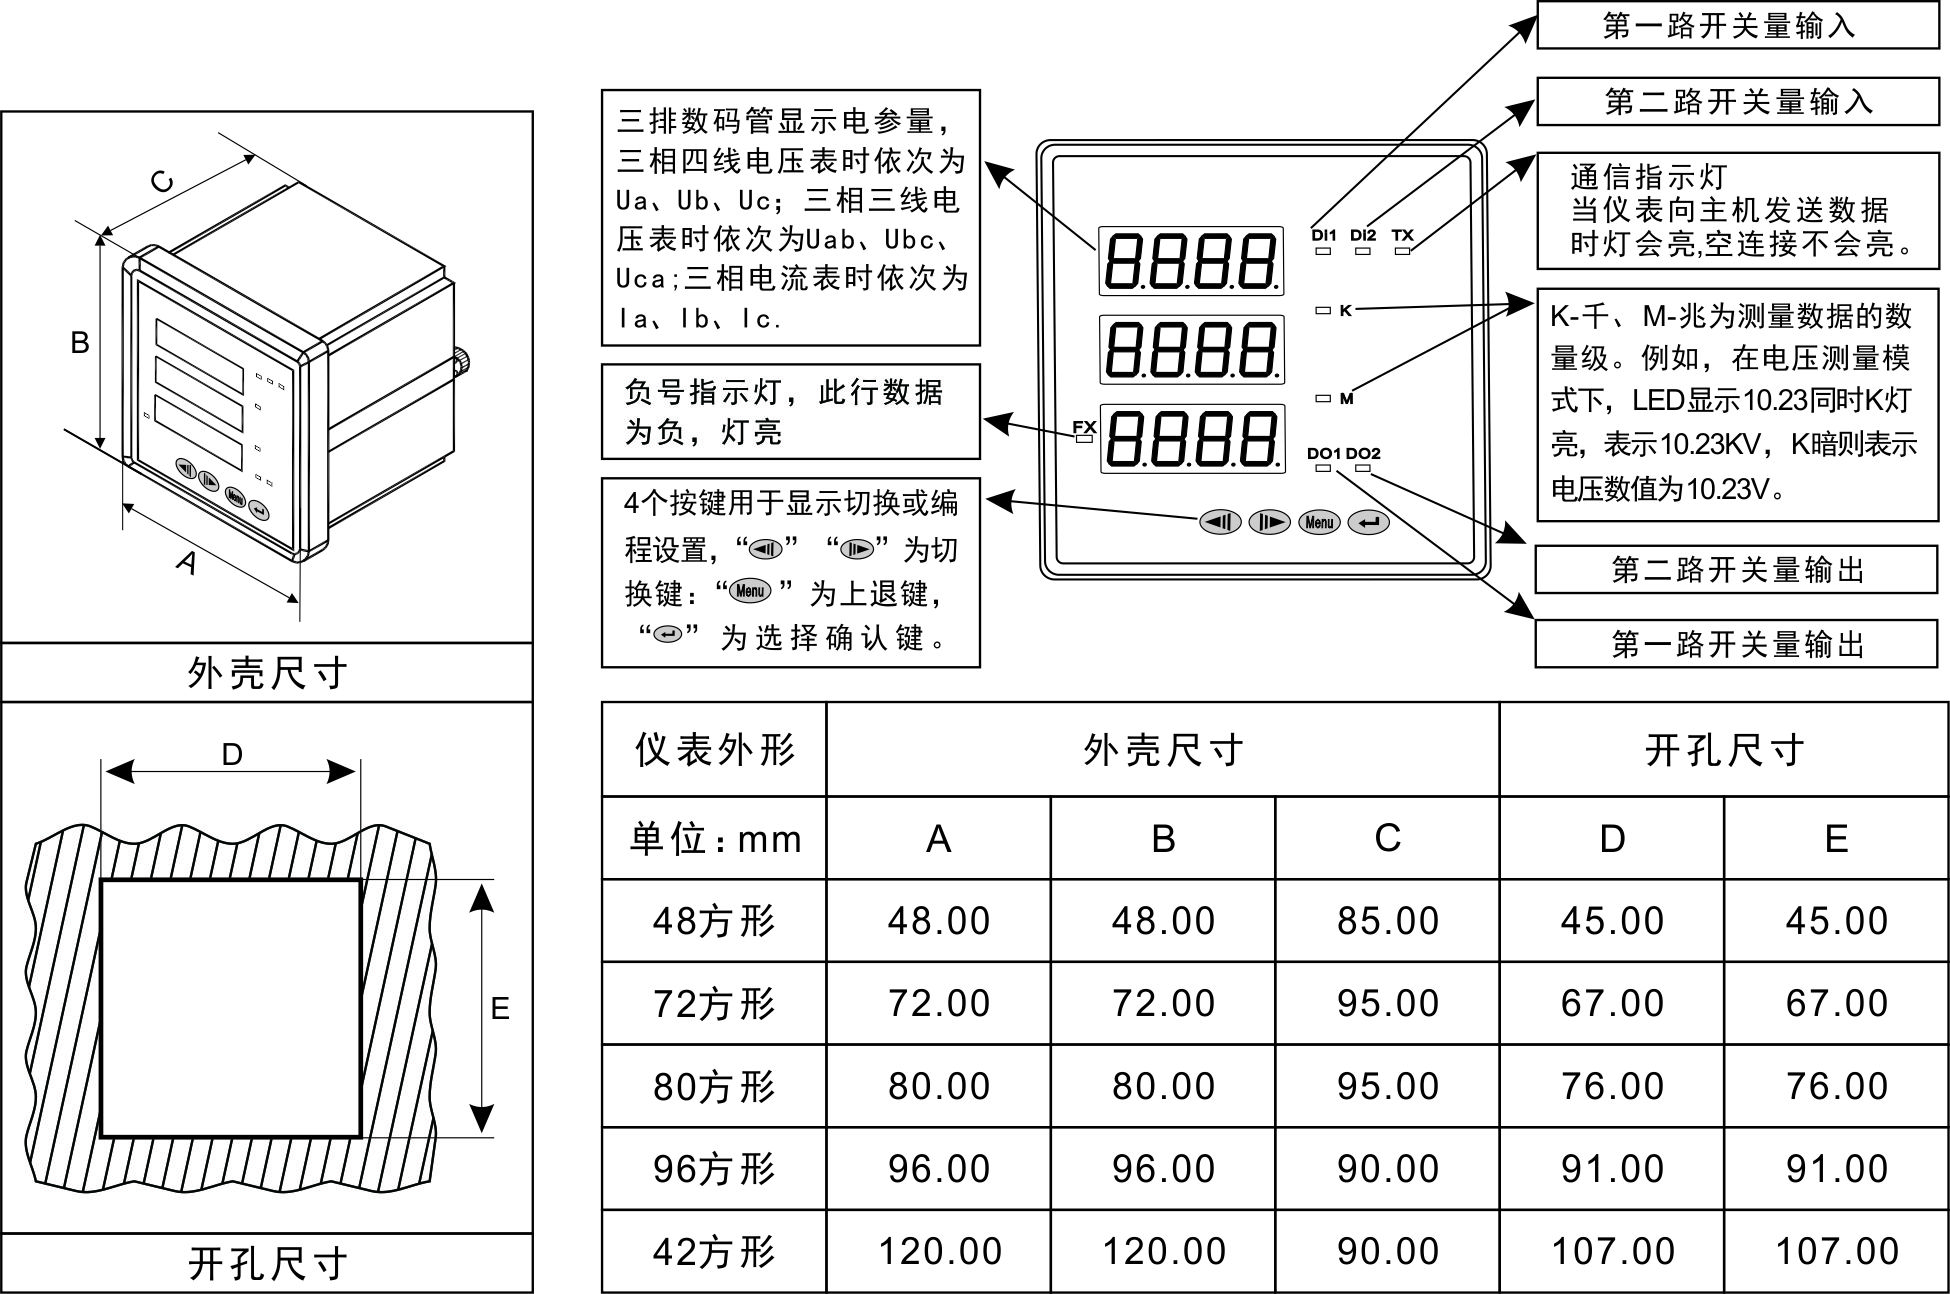 C
B
A
外壳尺寸
D
E
开孔尺寸
三排数码管显示电参量，
三相四线电压表时依次为
Ua、Ub、Uc；三相三线电
压表时依次为Uab、Ubc、
Uca;三相电流表时依次为
Ia、Ib、Ic.
负号指示灯，此行数据
为负，灯亮
4个按键用于显示切换或编
程设置，“ ” “ ”为切
换键：“Menu”为上退键，
“ ”为选择确认键。
8.8.8.8.
8.8.8.8.
8.8.8.8.
DI1 DI2 TX
K
M
FX
DO1 DO2
Menu
第一路开关量输入
第二路开关量输入
通信指示灯
当仪表向主机发送数据
时灯会亮,空连接不会亮。
K-千、M-兆为测量数据的数
量级。例如，在电压测量模
式下，LED显示10.23同时K灯
亮，表示10.23KV，K暗则表示
电压数值为10.23V。
第二路开关量输出
第一路开关量输出
仪表外形 外壳尺寸 开孔尺寸
单位：mm A B C D E
48方形 48.00 48.00 85.00 45.00 45.00
72方形 72.00 72.00 95.00 67.00 67.00
80方形 80.00 80.00 95.00 76.00 76.00
96方形 96.00 96.00 90.00 91.00 91.00
42方形 120.00 120.00 90.00 107.00 107.00